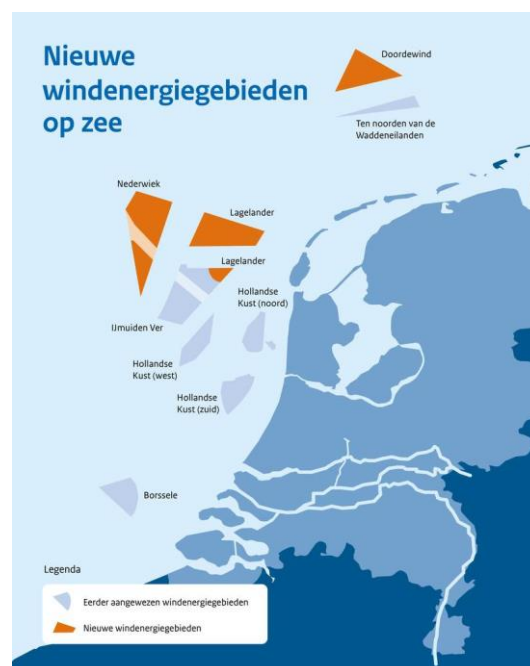 Nieuwe
windenergiegebieden
op zee
Doordewind
Ten noorden van de
Waddeneilanden
Nederwiek
Lagelander
Lagelander
Hollandse
Kust (noord)
IJmuiden Ver
Hollandse
Kust (west)
Hollandse
Kust (zuid)
Borssele
Legenda
Eerder aangewezen windenergiegebieden
Nieuwe windenergiegebieden